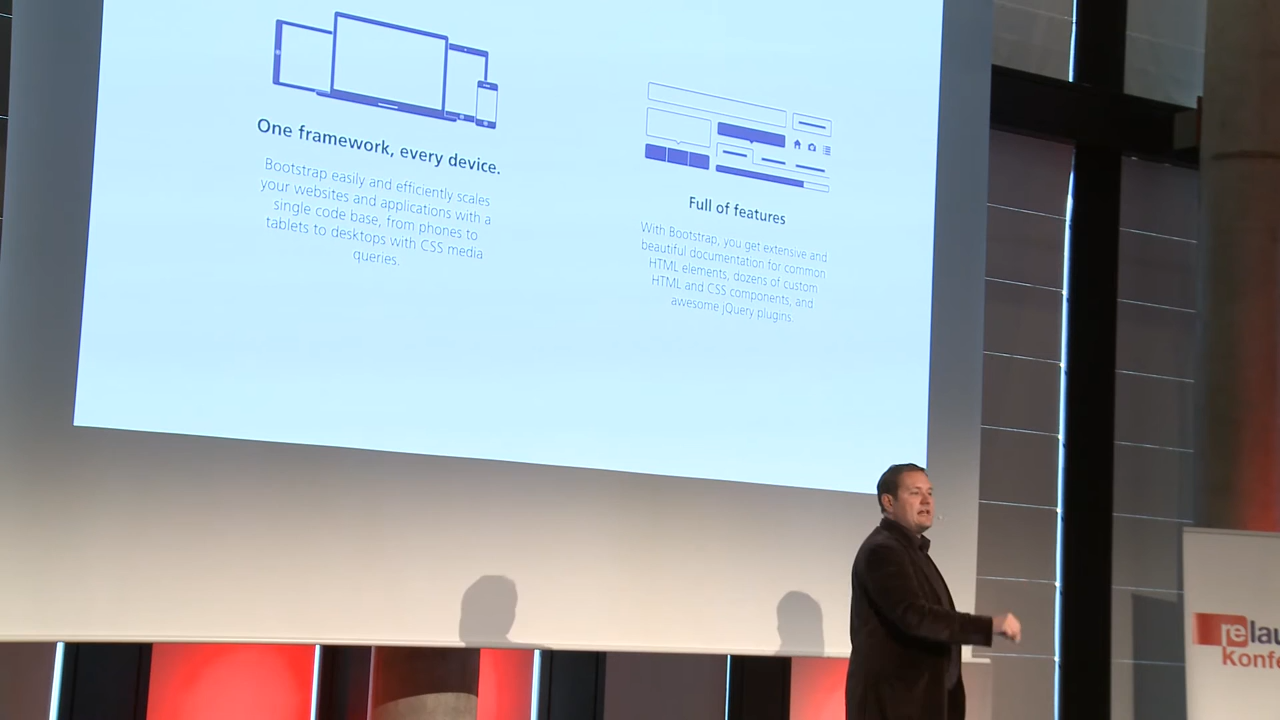 One framework, every device.
Bootstrap easily and efficiently scales
your websites and applications with a
single code base, from phones to
tablets to desktops with CSS media
queries.
Full of features
With Bootstrap, you get extensive and
beautiful documentation for common
HTML elements, dozens of custom
HTML and CSS components, and
awesome jQuery plugins.
relau
Konfe